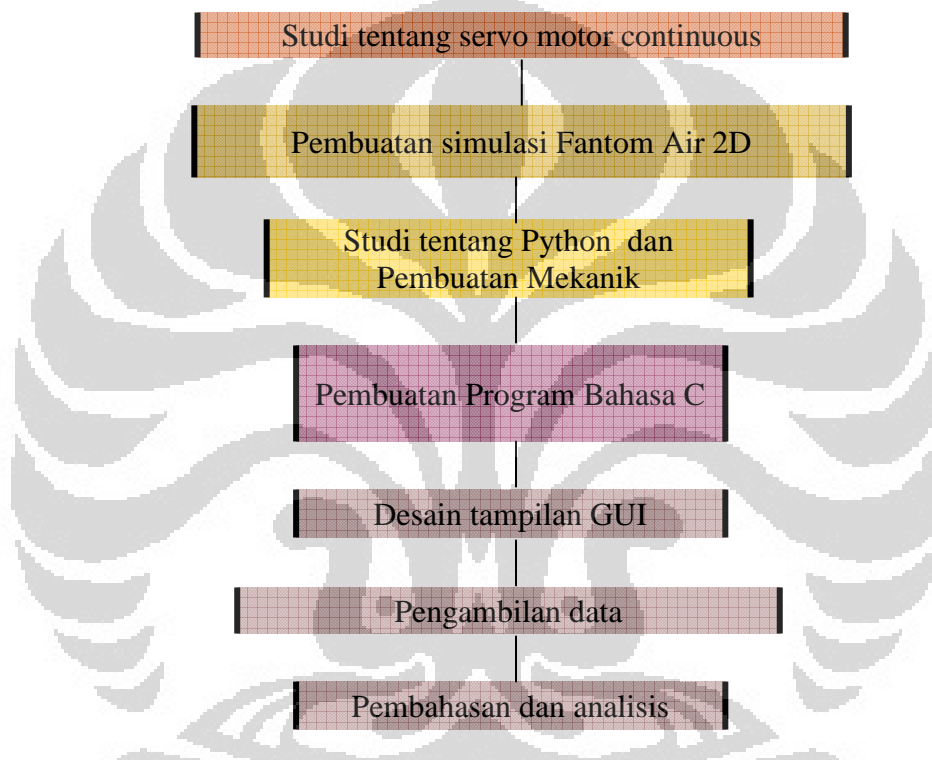 Studi tentang servo motor continuous
Pembuatan simulasi Fantom Air 2D
Studi tentang Python dan
Pembuatan Mekanik
Pembuatan Program Bahasa C
Desain tampilan GUI
Pengambilan data
Pembahasan dan analisis